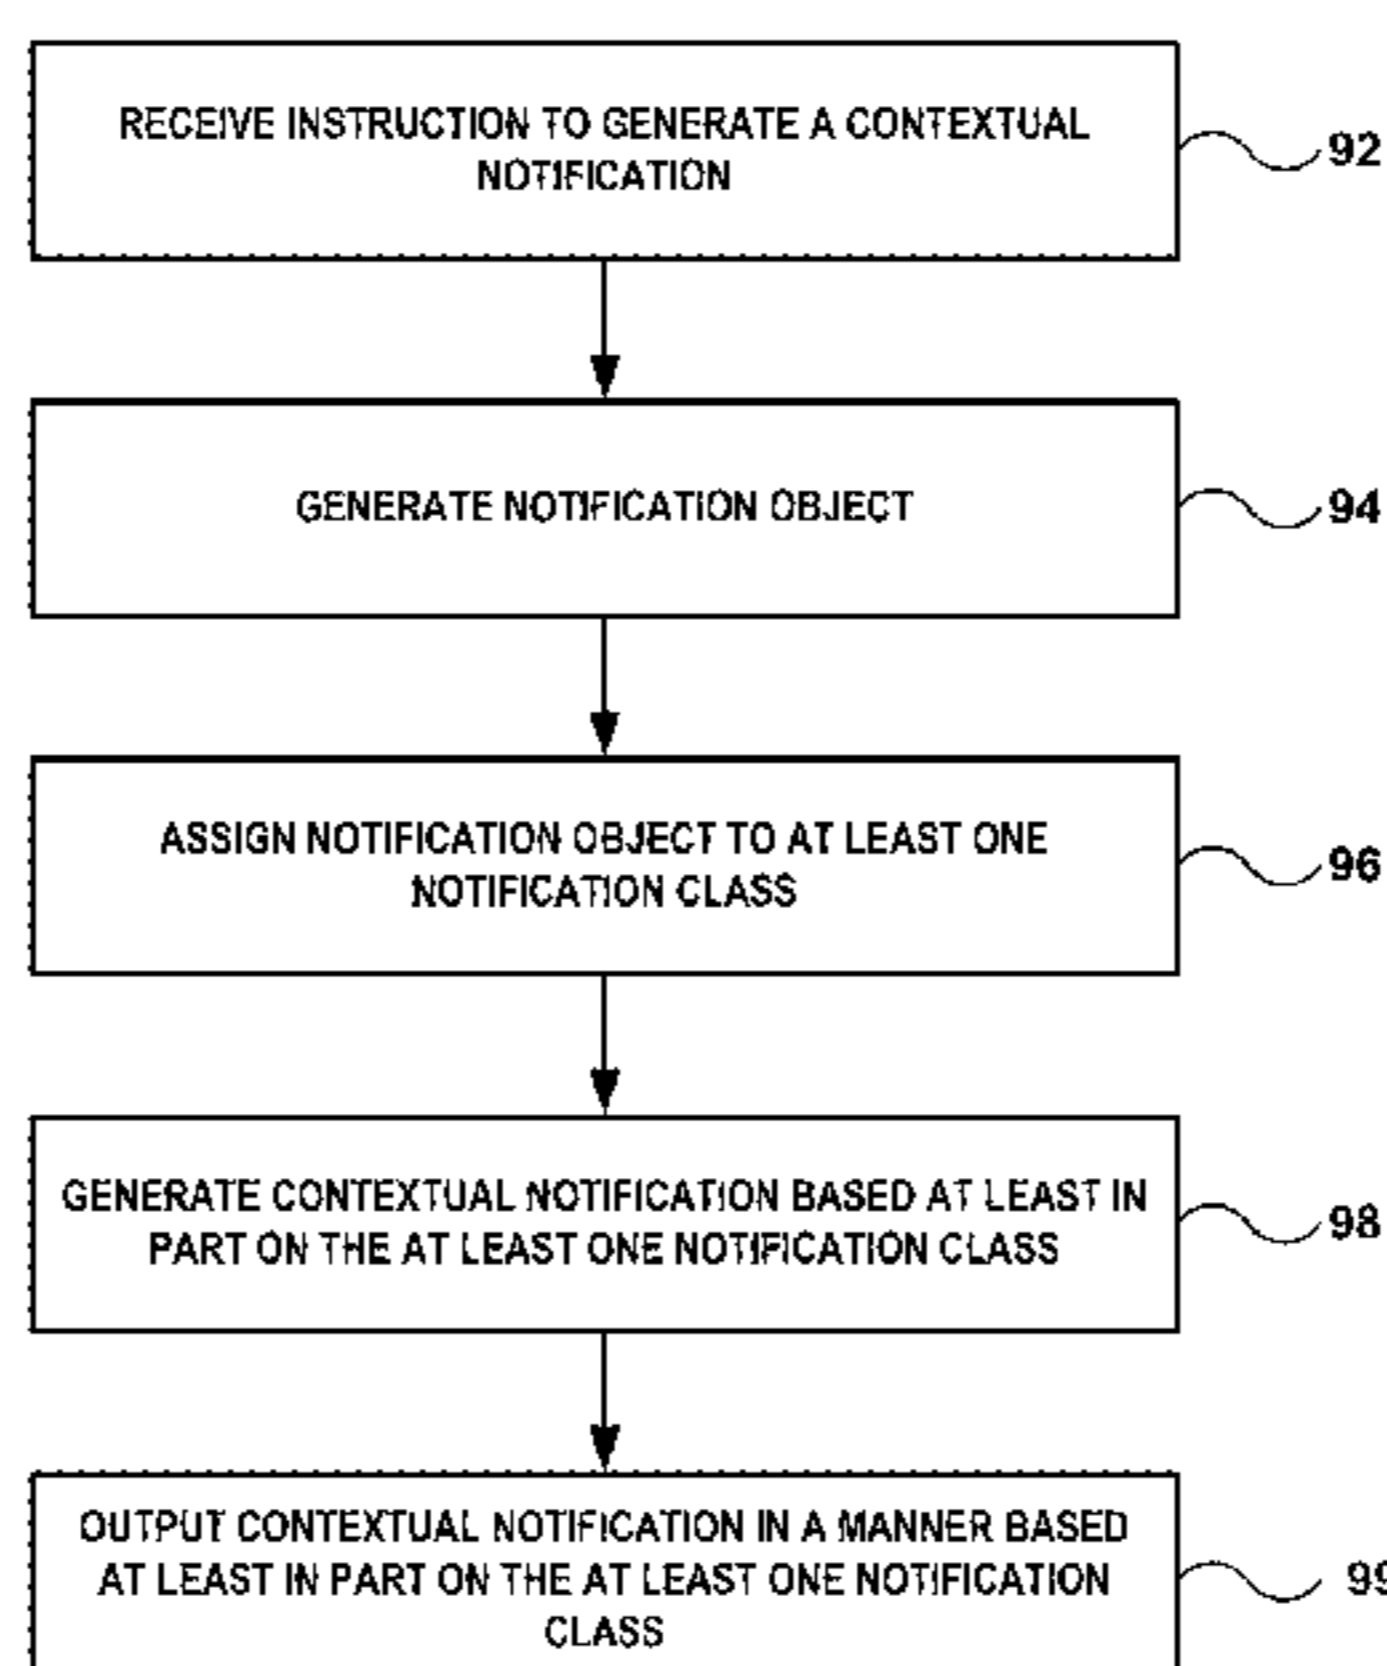 RECEIVE INSTRUCTION TO GENERATE A CONTEXTUAL
NOTIFICATION
92
GENERATE NOTIFICATION OBJECT
94
ASSIGN NOTIFICATION OBJECT TO AT LEAST ONE
NOTIFICATION CLASS
96
GENERATE CONTEXTUAL NOTIFICATION BASED AT LEAST IN
PART ON THE AT LEAST ONE NOTIFICATION CLASS
98
OUTPUT CONTEXTUAL NOTIFICATION IN A MANNER BASED
AT LEAST IN PART ON THE AT LEAST ONE NOTIFICATION
CLASS
99